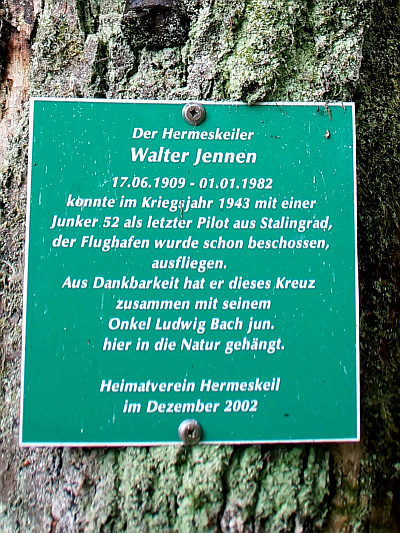 Der Hermeskeiler
Walter Jennen
17.06.1909 - 01.01.1982
konnte im Kriegsjahr 1943 mit einer
Junker 52 als letzter Pilot aus Stalingrad,
der Flughafen wurde schon beschossen,
ausfliegen.
Aus Dankbarkeit hat er dieses Kreuz
zusammen mit seinem
Onkel Ludwig Bach jun.
hier in die Natur gehängt.
Heimatverein Hermeskeil
im Dezember 2002